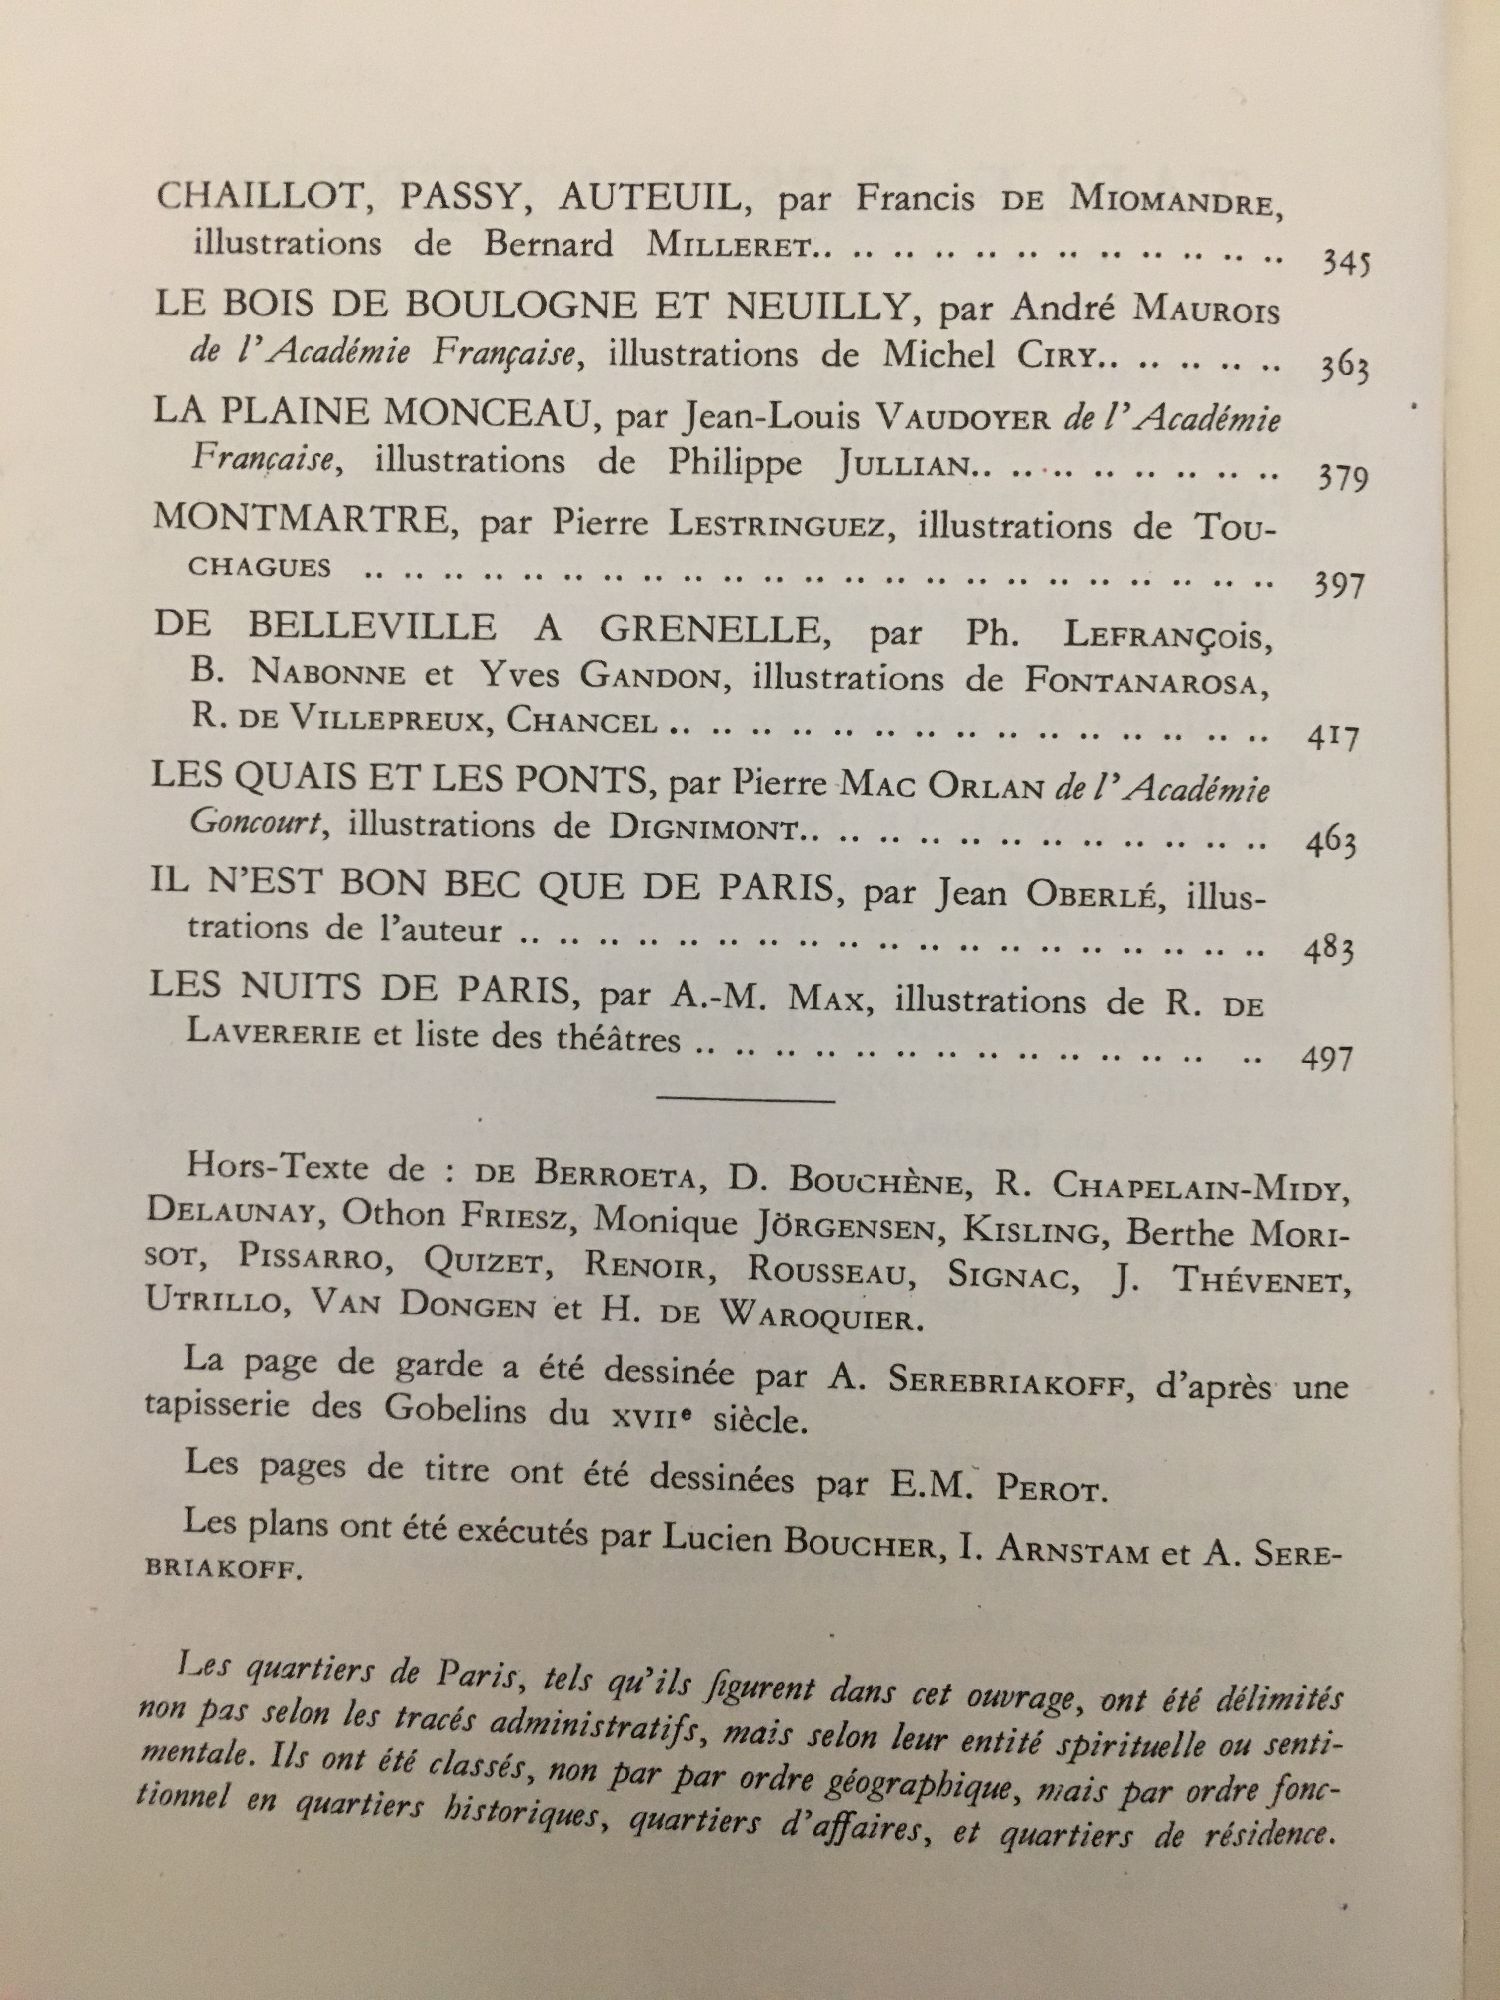 CHAILLOT, PASSY, AUTEUIL, par Francis DE MIOMANDRE,
illustrations de Bernard MILLERET.. .. .. .. .. .. .. .. .. .. .. .. 345
LE BOIS DE BOULOGNE ET NEUILLY, par André MAUROIS
de l'Académie Française, illustrations de Michel CIRY.. .. .. .. .. 363
LA PLAINE MONCEAU, par Jean-Louis VAUDOYER de l'Académie
Française, illustrations de Philippe JULLIAN.. .. .. .. .. .. .. .. 379
MONTMARTRE, par Pierre LESTRINGUEZ, illustrations de TOU-
CHAGUES .. .. .. .. .. .. .. .. .. .. .. .. .. .. .. .. .. .. .. .. .. .. .. 397
DE BELLEVILLE A GRENELLE, par Ph. LEFRANÇOIS,
B. NABONNE et Yves GANDON, illustrations de FONTANAROSA,
R. DE VILLEPREUX, CHANCEL .. .. .. .. .. .. .. .. .. .. .. .. .. .. .. 417
LES QUAIS ET LES PONTS, par Pierre MAC ORLAN de l'Académie
Goncourt, illustrations de DIGNIMONT.. .. .. .. .. .. .. .. .. .. .. .. 463
IL N'EST BON BEC QUE DE PARIS, par Jean OBERLÉ, illus-
trations de l'auteur .. .. .. .. .. .. .. .. .. .. .. .. .. .. .. .. .. .. .. 483
LES NUITS DE PARIS, par A.-M. MAX, illustrations de R. DE
LAVERERIE et liste des théâtres .. .. .. .. .. .. .. .. .. .. .. .. .. .. 497
Hors-Texte de : DE BERROETA, D. BOUCHÈNE, R. CHAPELAIN-MIDY,
DELAUNAY, Othon FRIESZ, Monique JÖRGENSEN, KISLING, Berthe MORI-
SOT, PISSARRO, QUIZET, RENOIR, ROUSSEAU, SIGNAC, J. THÉVENET,
UTRILLO, VAN DONGEN et H. DE WAROQUIER.
La page de garde a été dessinée par A. SEREBRIAKOFF, d'après une
tapisserie des Gobelins du XVIIe siècle.
Les pages de titre ont été dessinées par E.M. PEROT.
Les plans ont été exécutés par Lucien BOUCHER, I. ARNSTAM et A. SERE-
BRIAKOFF.
Les quartiers de Paris, tels qu'ils figurent dans cet ouvrage, ont été délimités
non pas selon les tracés administratifs, mais selon leur entité spirituelle ou senti-
mentale. Ils ont été classés, non par par ordre géographique, mais par ordre fonc-
tionnel en quartiers historiques, quartiers d'affaires, et quartiers de résidence.